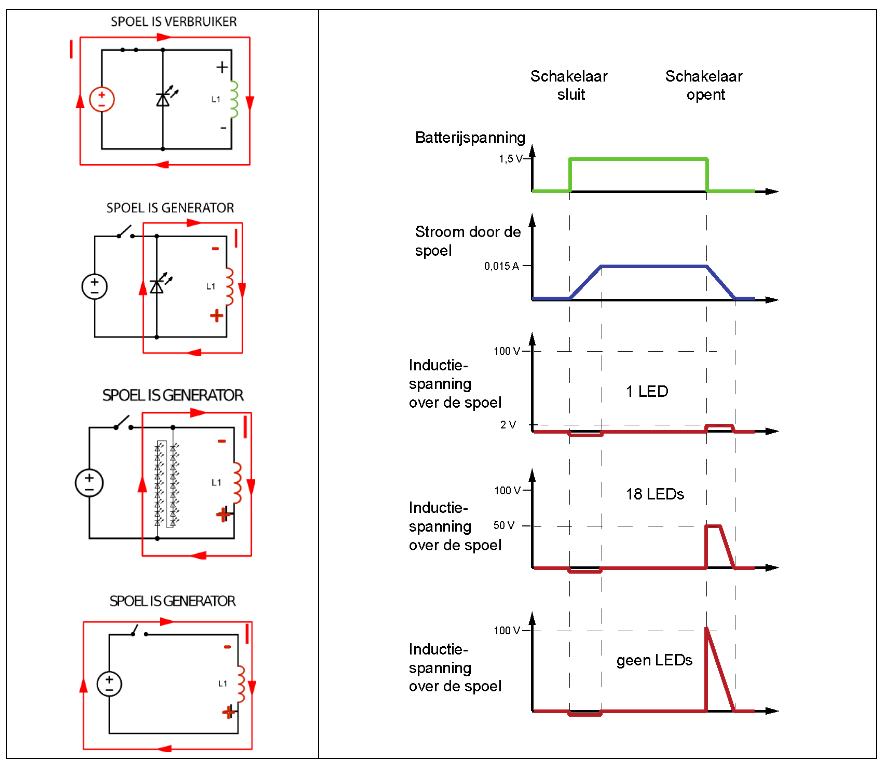 SPOEL IS VERBRUIKER
I
+
L1
-
+
−
SPOEL IS GENERATOR
I
-
L1
+
+
−
SPOEL IS GENERATOR
I
-
L1
+
+
−
SPOEL IS GENERATOR
I
-
L1
+
+
−
Schakelaar
sluit
Schakelaar
opent
Batterijspanning
1,5 V
Stroom door de
spoel
0,015 A
Inductie-
spanning
over de spoel
100 V
1 LED
2 V
Inductie-
spanning
over de spoel
100 V
18 LEDs
50 V
Inductie-
spanning
over de spoel
100 V
geen LEDs